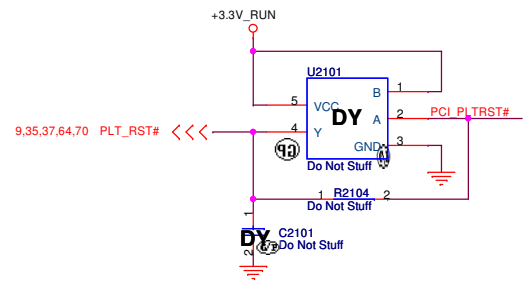 +3.3V_RUN
U2101
B 1
5 VCC
DY
A 2
PCI_PLTRST#
9,35,37,64,70 PLT_RST#
4 Y
GND 3
GP
Do Not Stuff
1 R2104 2
Do Not Stuff
1
C2101
DY
Do Not Stuff
2